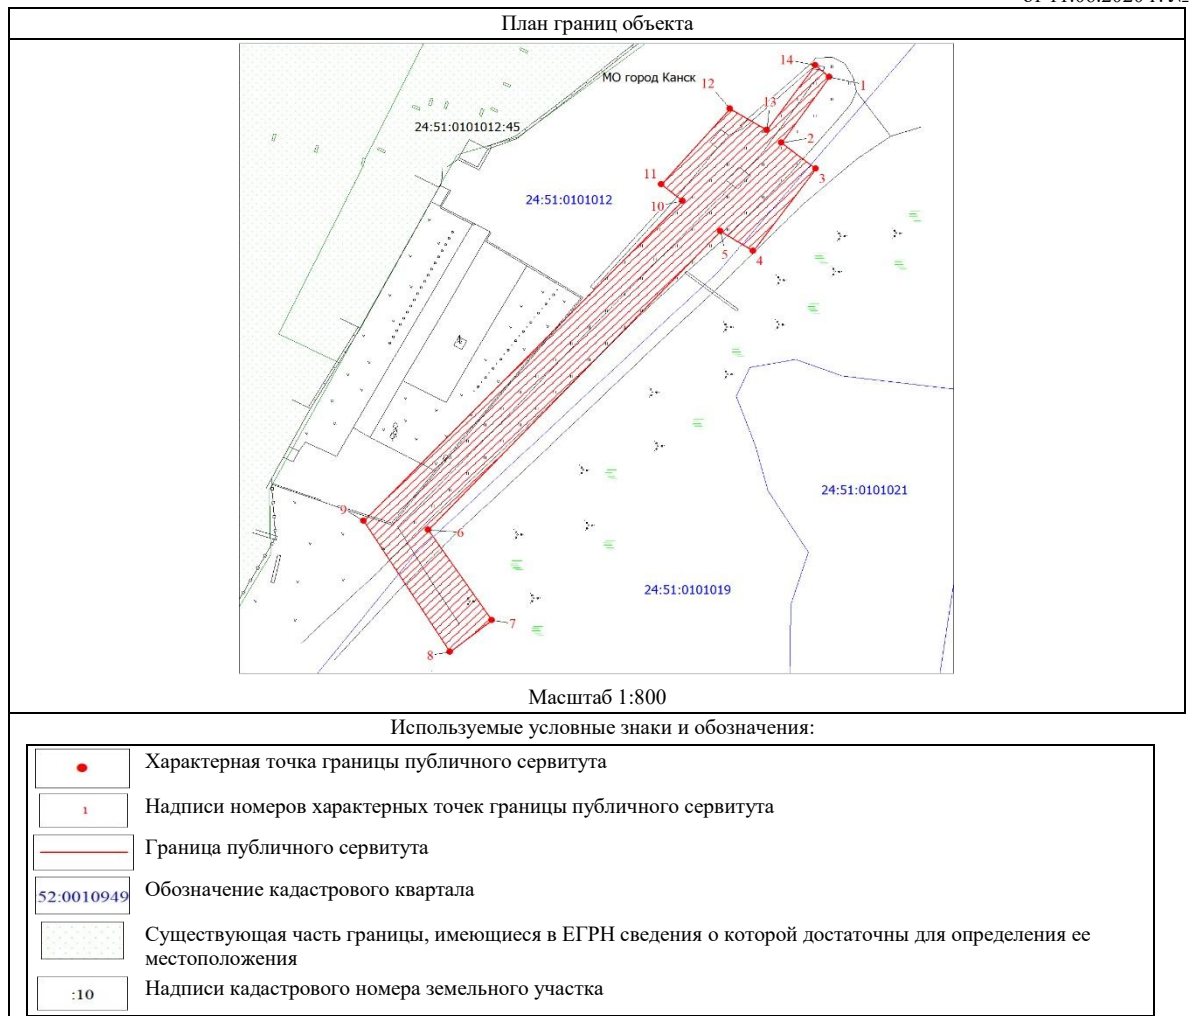 План границ объекта
МО город Канск
14
1
12
13
24:51:0101012:45
2
3
11
24:51:0101012
10
5
4
24:51:0101021
9
6
24:51:0101019
7
8
Масштаб 1:800
Используемые условные знаки и обозначения:
Характерная точка границы публичного сервитута
1
Надписи номеров характерных точек границы публичного сервитута
Граница публичного сервитута
52:0010949
Обозначение кадастрового квартала
Существующая часть границы, имеющиеся в ЕГРН сведения о которой достаточны для определения ее
местоположения
:10
Надписи кадастрового номера земельного участка